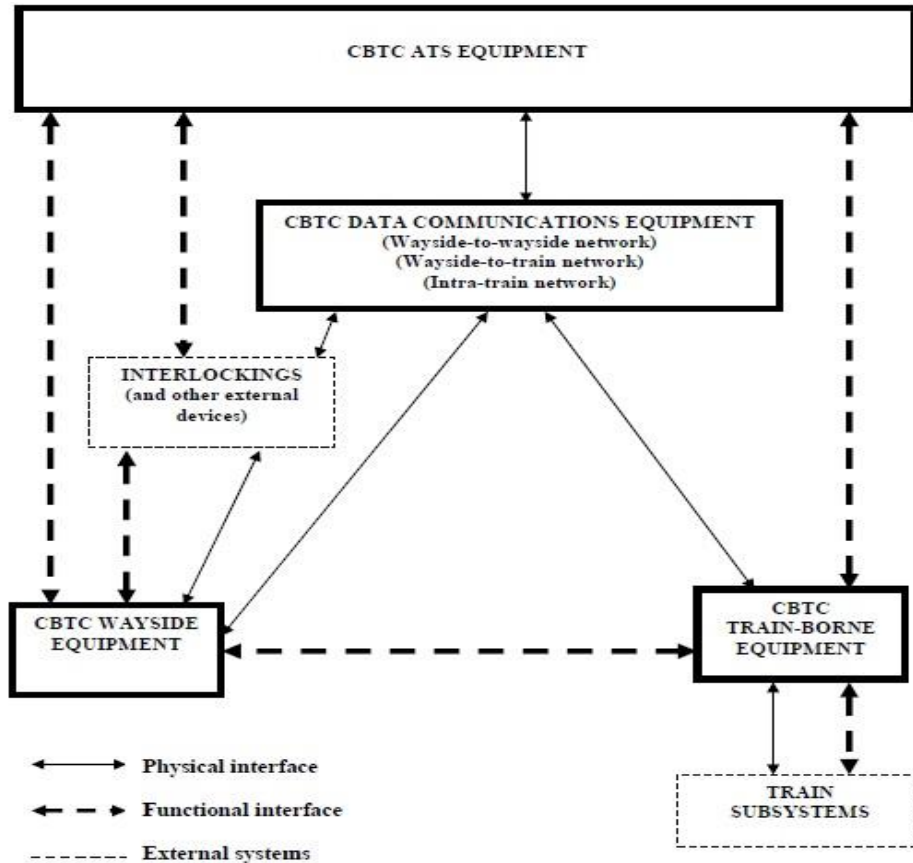 CBTC ATS EQUIPMENT
CBTC DATA COMMUNICATIONS EQUIPMENT
(Wayside-to-wayside network)
(Wayside-to-train network)
(Intra-train network)
INTERLOCKINGS
(and other external
devices)
CBTC WAYSIDE
EQUIPMENT
CBTC
TRAIN-BORNE
EQUIPMENT
TRAIN
SUBSYSTEMS
Physical interface
Functional interface
External systems